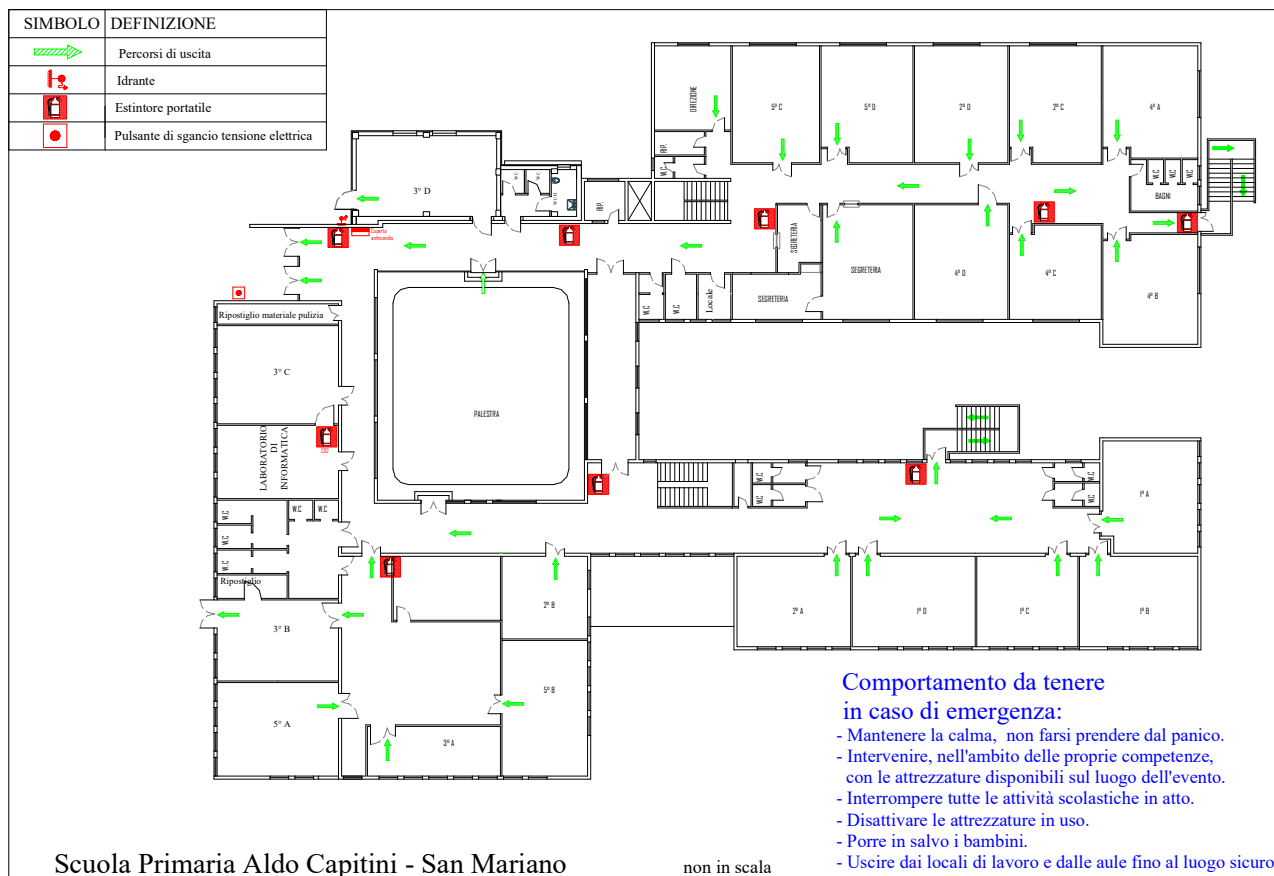 SIMBOLO DEFINIZIONE
Percorsi di uscita
Idrante
Estintore portatile
Pulsante di sgancio tensione elettrica
DIREZIONE
5° C
5° D
2° D
2° C
4° A
RIP.
W.C
3° D
W.C
W.C
W.C H
RIP.
W.C
W.C
W.C
BAGNI
Coperta
antincendio
SEGRETERIA
SEGRETERIA
4° D
4° C
4° B
W.C
W.C
Locale
SEGRETERIA
Ripostiglio materiale pulizia
3° C
PALESTRA
LABORATORIO
DI
INFORMATICA
W.C
W.C
W.C
W.C
W.C
Ripostiglio
W.C
W.C
W.C
W.C
1° A
3° B
2° B
2° A
1° D
1° C
1° B
5° A
5° B
3° A
Comportamento da tenere
in caso di emergenza:
- Mantenere la calma, non farsi prendere dal panico.
- Intervenire, nell'ambito delle proprie competenze,
con le attrezzature disponibili sul luogo dell'evento.
- Interrompere tutte le attività scolastiche in atto.
- Disattivare le attrezzature in uso.
- Porre in salvo i bambini.
- Uscire dai locali di lavoro e dalle aule fino al luogo sicuro
Scuola Primaria Aldo Capitini - San Mariano
non in scala